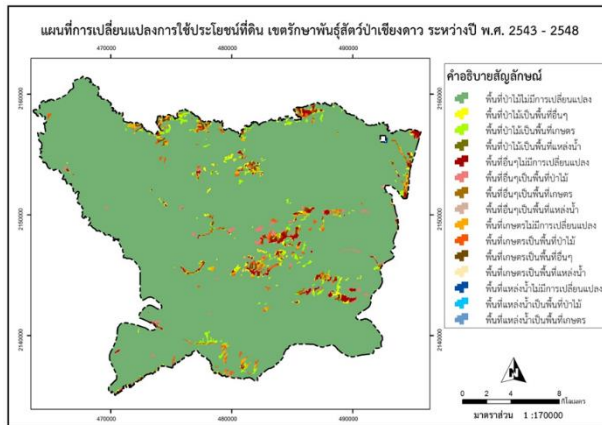 แผนที่การเปลี่ยนแปลงการใช้ประโยชน์ที่ดิน เขตรักษาพันธุ์สัตว์ป่าเชียงดาว ระหว่างปี พ.ศ. 2543 - 2548
470000 480000 490000
2160000
2150000
2140000
2160000
2150000
2140000
470000 480000 490000
คำอธิบายสัญลักษณ์
พื้นที่ป่าไม้ไม่มีการเปลี่ยนแปลง
พื้นที่ป่าไม้เป็นพื้นที่อื่นๆ
พื้นที่ป่าไม้เป็นพื้นที่เกษตร
พื้นที่ป่าไม้เป็นพื้นที่แหล่งน้ำ
พื้นที่อื่นๆไม่มีการเปลี่ยนแปลง
พื้นที่อื่นๆเป็นพื้นที่ป่าไม้
พื้นที่อื่นๆเป็นพื้นที่เกษตร
พื้นที่อื่นๆเป็นพื้นที่แหล่งน้ำ
พื้นที่เกษตรไม่มีการเปลี่ยนแปลง
พื้นที่เกษตรเป็นพื้นที่ป่าไม้
พื้นที่เกษตรเป็นพื้นที่อื่นๆ
พื้นที่เกษตรเป็นพื้นที่แหล่งน้ำ
พื้นที่แหล่งน้ำไม่มีการเปลี่ยนแปลง
พื้นที่แหล่งน้ำเป็นพื้นที่ป่าไม้
พื้นที่แหล่งน้ำเป็นพื้นที่เกษตร
N
0 2 4 8
กิโลเมตร
มาตราส่วน 1 :170000